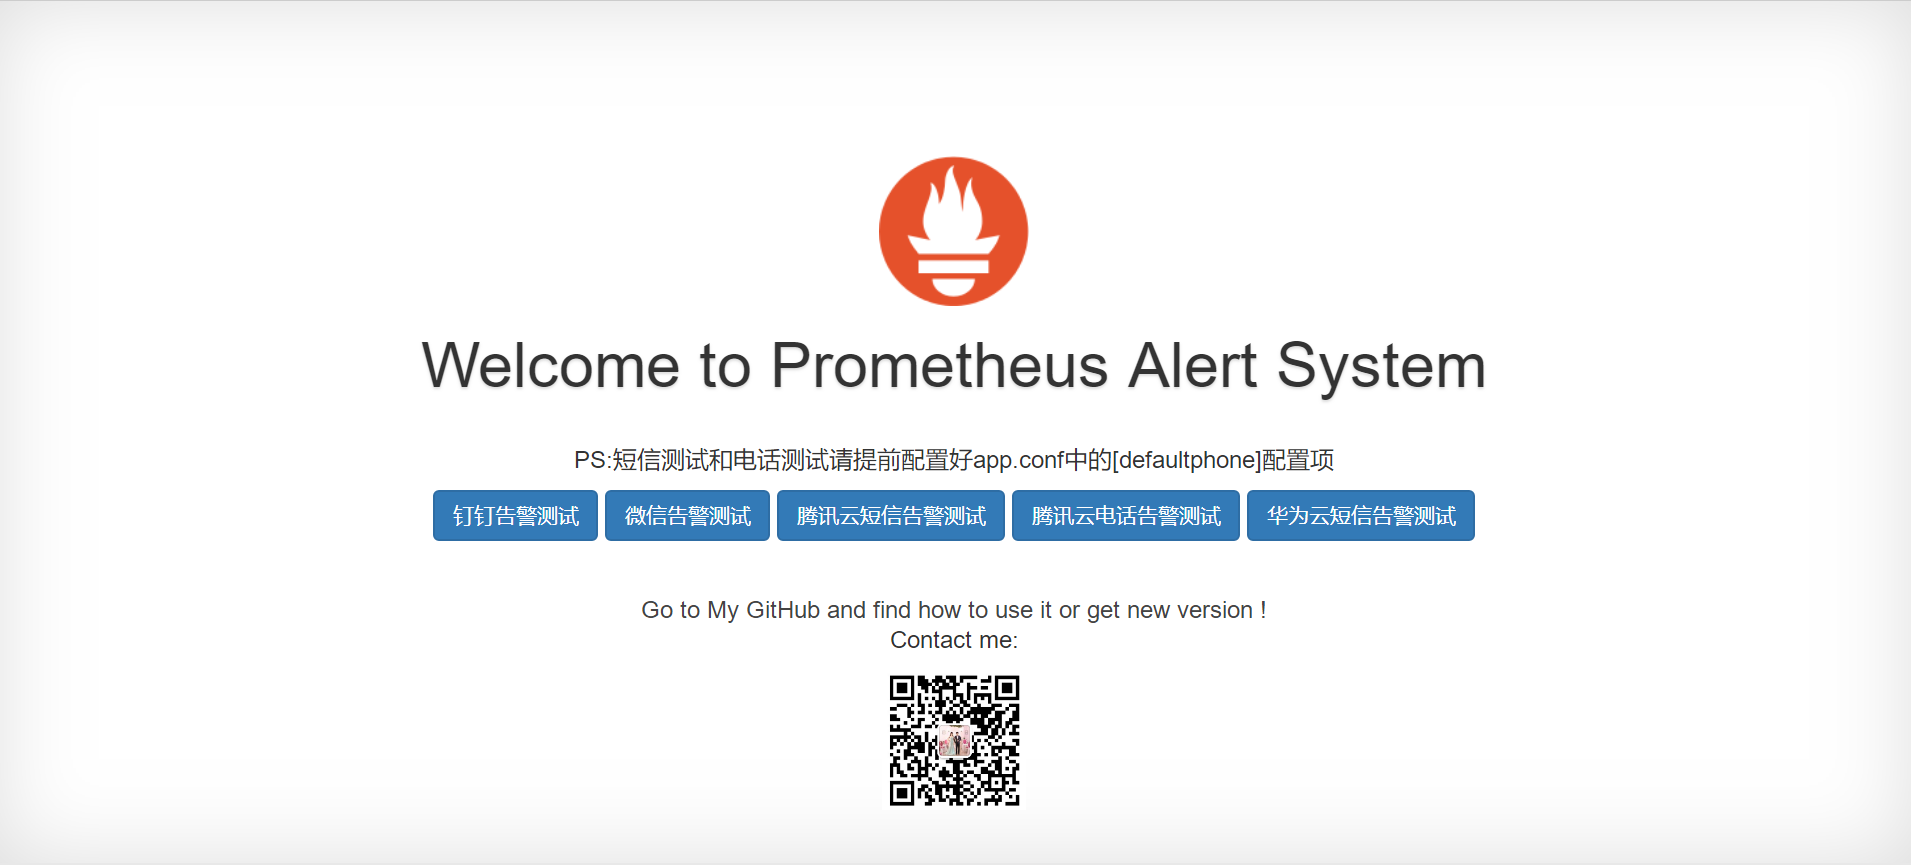 Welcome to Prometheus Alert System
PS:短信测试和电话测试请提前配置好app.conf中的[defaultphone]配置项
钉钉告警测试 微信告警测试 腾讯云短信告警测试 腾讯云电话告警测试 华为云短信告警测试
Go to My GitHub and find how to use it or get new version !
Contact me: